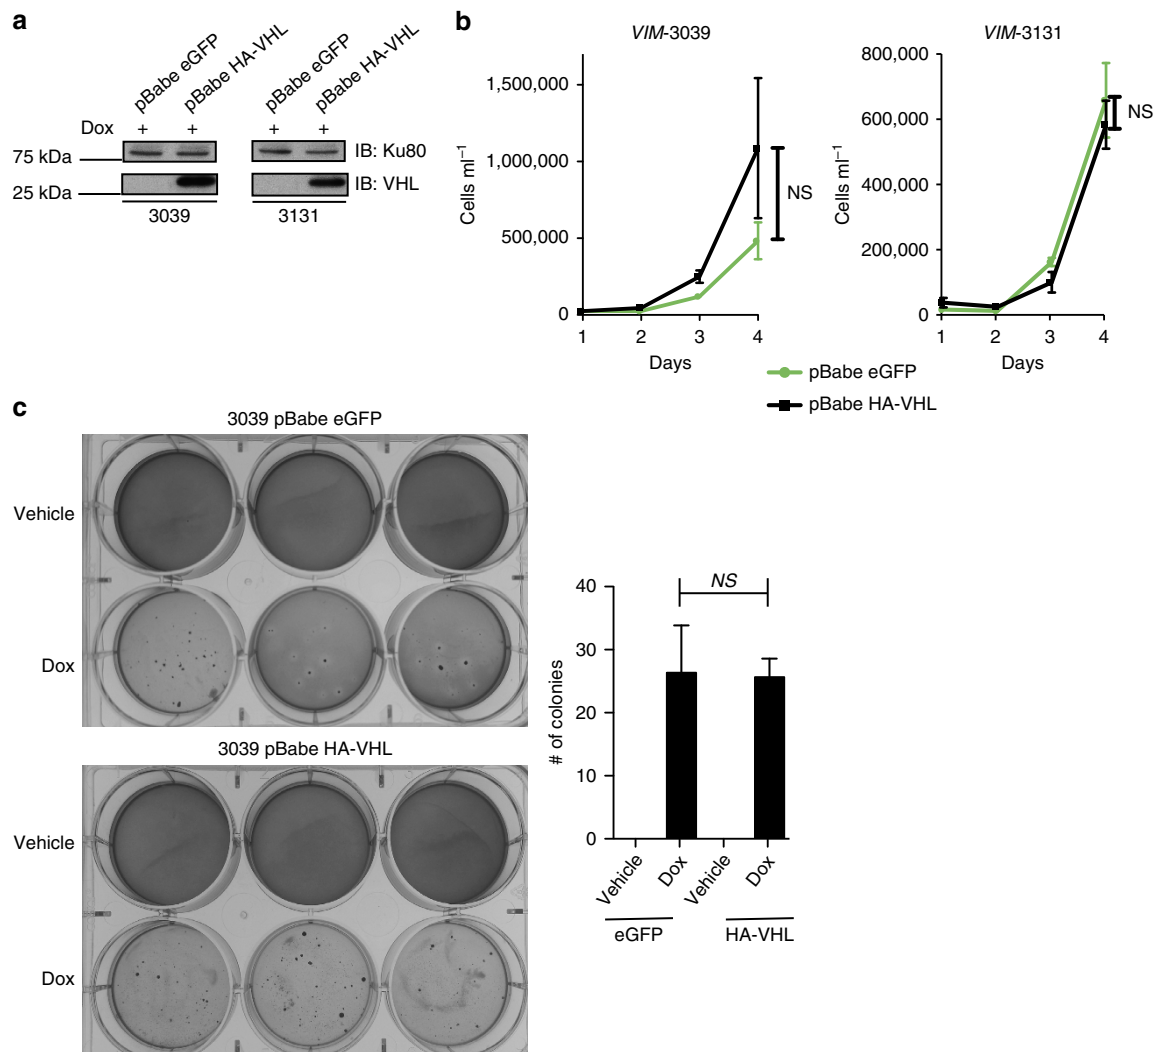 a
pBabe eGFP
pBabe HA-VHL
pBabe eGFP
pBabe HA-VHL
Dox + + + +
75 kDa
IB: Ku80
25 kDa
IB: VHL
3039
3131
b
VIM-3039
Cells ml⁻¹
1,500,000
1,000,000
500,000
0
1 2 3 4
Days
NS
VIM-3131
Cells ml⁻¹
800,000
600,000
400,000
200,000
0
1 2 3 4
Days
NS
pBabe eGFP
pBabe HA-VHL
c
3039 pBabe eGFP
Vehicle
Dox
3039 pBabe HA-VHL
Vehicle
Dox
# of colonies
40
30
20
10
0
NS
Vehicle
Dox
Vehicle
Dox
eGFP
HA-VHL